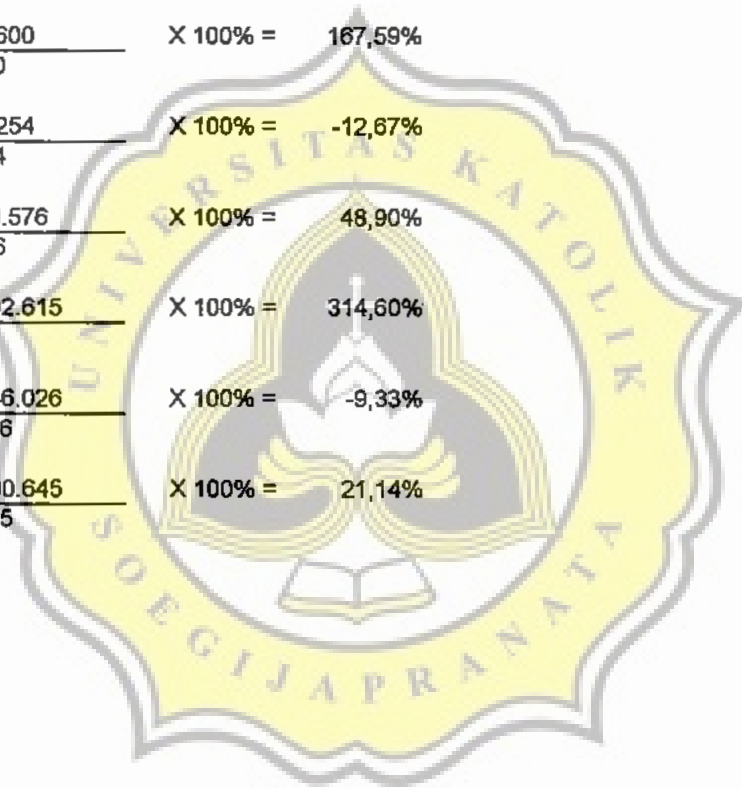 600 X 100% = 167,59%
0
254 X 100% = -12,67%
4
.576 X 100% = 48,90%
6
2.615 X 100% = 314,60%
6.026 X 100% = -9,33%
6
0.645 X 100% = 21,14%
5
UNIVERSITAS KATOLIK
SOEGIJAPRANATA